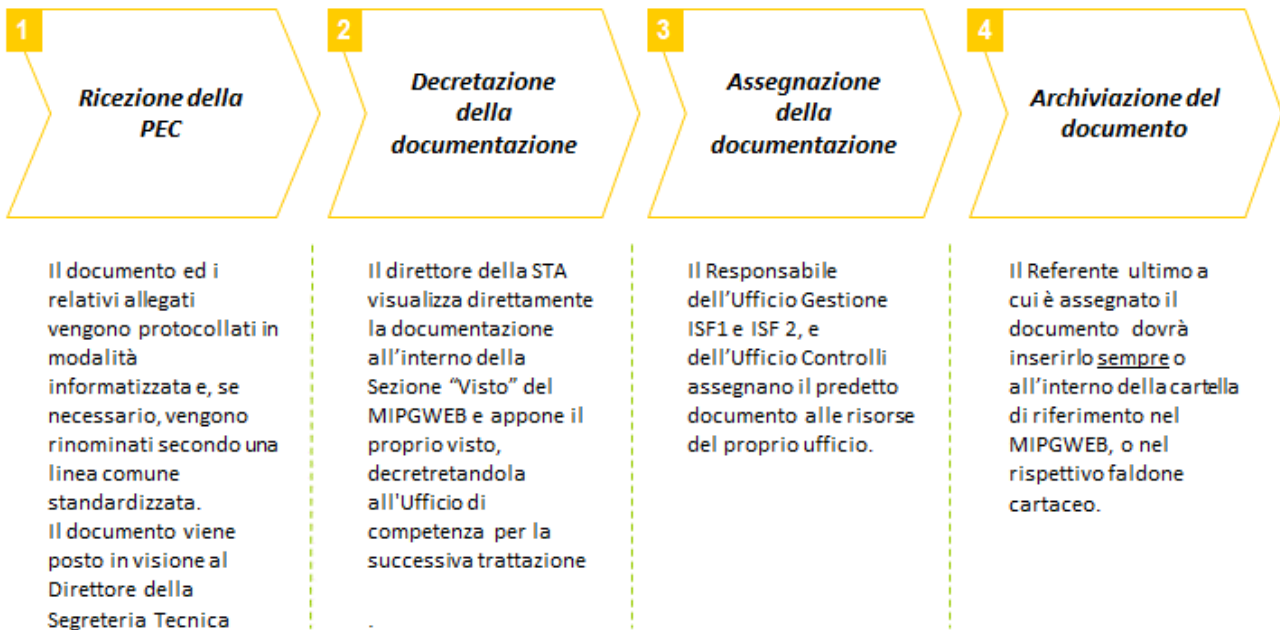 1
Ricezione della
PEC
Il documento ed i
relativi allegati
vengono protocollati in
modalità
informatizzata e, se
necessario, vengono
rinominati secondo una
linea comune
standardizzata.
Il documento viene
posto in visione al
Direttore della
Segreteria Tecnica
2
Decretazione
della
documentazione
Il direttore della STA
visualizza direttamente
la documentazione
all'interno della
Sezione “Visto” del
MIPGWEB e appone il
proprio visto,
decretretandola
all'Ufficio di
competenza per la
successiva trattazione
.
3
Assegnazione
della
documentazione
Il Responsabile
dell’Ufficio Gestione
ISF1 e ISF 2, e
dell’Ufficio Controlli
assegnano il predetto
documento alle risorse
del proprio ufficio.
4
Archiviazione del
documento
Il Referente ultimo a
cui è assegnato il
documento dovrà
inserirlo sempre o
all’interno della cartella
di riferimento nel
MIPGWEB, o nel
rispettivo faldone
cartaceo.